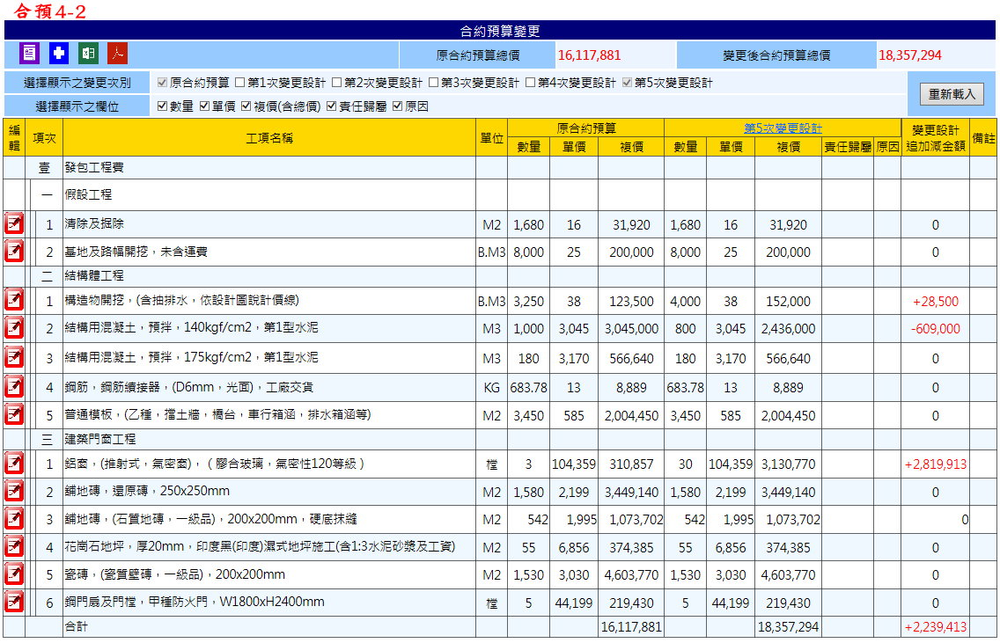 合預4-2
合約預算變更
原合約預算總價 16,117,881 變更後合約預算總價 18,357,294
選擇顯示之變更次別 原合約預算 第1次變更設計 第2次變更設計 第3次變更設計 第4次變更設計 第5次變更設計
選擇顯示之欄位 數量 單價 複價(含總價) 責任歸屬 原因
重新載入
編輯 項次 工項名稱 單位 原合約預算 第5次變更設計 變更設計追加減金額 備註
數量 單價 複價 數量 單價 複價 責任歸屬 原因
壹 發包工程費
一 假設工程
1 清除及掘除 M2 1,680 16 31,920 1,680 16 31,920 0
2 基地及路幅開挖，未含運費 B.M3 8,000 25 200,000 8,000 25 200,000 0
二 結構體工程
1 構造物開挖，(含抽排水，依設計圖說計價線) B.M3 3,250 38 123,500 4,000 38 152,000 +28,500
2 結構用混凝土，預拌，140kgf/cm2，第1型水泥 M3 1,000 3,045 3,045,000 800 3,045 2,436,000 -609,000
3 結構用混凝土，預拌，175kgf/cm2，第1型水泥 M3 180 3,170 566,640 180 3,170 566,640 0
4 鋼筋，鋼筋續接器，(D6mm，光面)，工廠交貨 KG 683.78 13 8,889 683.78 13 8,889 0
5 普通模板，(乙種，擋土牆，橋台，車行箱涵，排水箱涵等) M2 3,450 585 2,004,450 3,450 585 2,004,450 0
三 建築門窗工程
1 鋁窗，(推射式，氣密窗)，（膠合玻璃，氣密性120等級） 樘 3 104,359 310,857 30 104,359 3,130,770 +2,819,913
2 舖地磚，還原磚，250x250mm M2 1,580 2,199 3,449,140 1,580 2,199 3,449,140 0
3 舖地磚，(石質地磚，一級品)，200x200mm，硬底抹縫 M2 542 1,995 1,073,702 542 1,995 1,073,702 0
4 花崗石地坪，厚20mm，印度黑(印度)濕式地坪施工(含1:3水泥砂漿及工資) M2 55 6,856 374,385 55 6,856 374,385 0
5 瓷磚，(瓷質壁磚，一級品)，200x200mm M2 1,530 3,030 4,603,770 1,530 3,030 4,603,770 0
6 鋼門扇及門樘，甲種防火門，W1800xH2400mm 樘 5 44,199 219,430 5 44,199 219,430 0
合計 16,117,881 18,357,294 +2,239,413